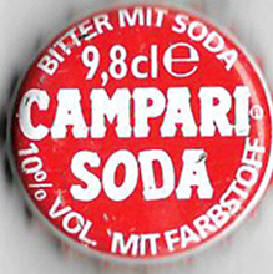 BITTER MIT SODA
9,8cl e
CAMPARI®
SODA
10% VOL. MIT FARBSTOFF